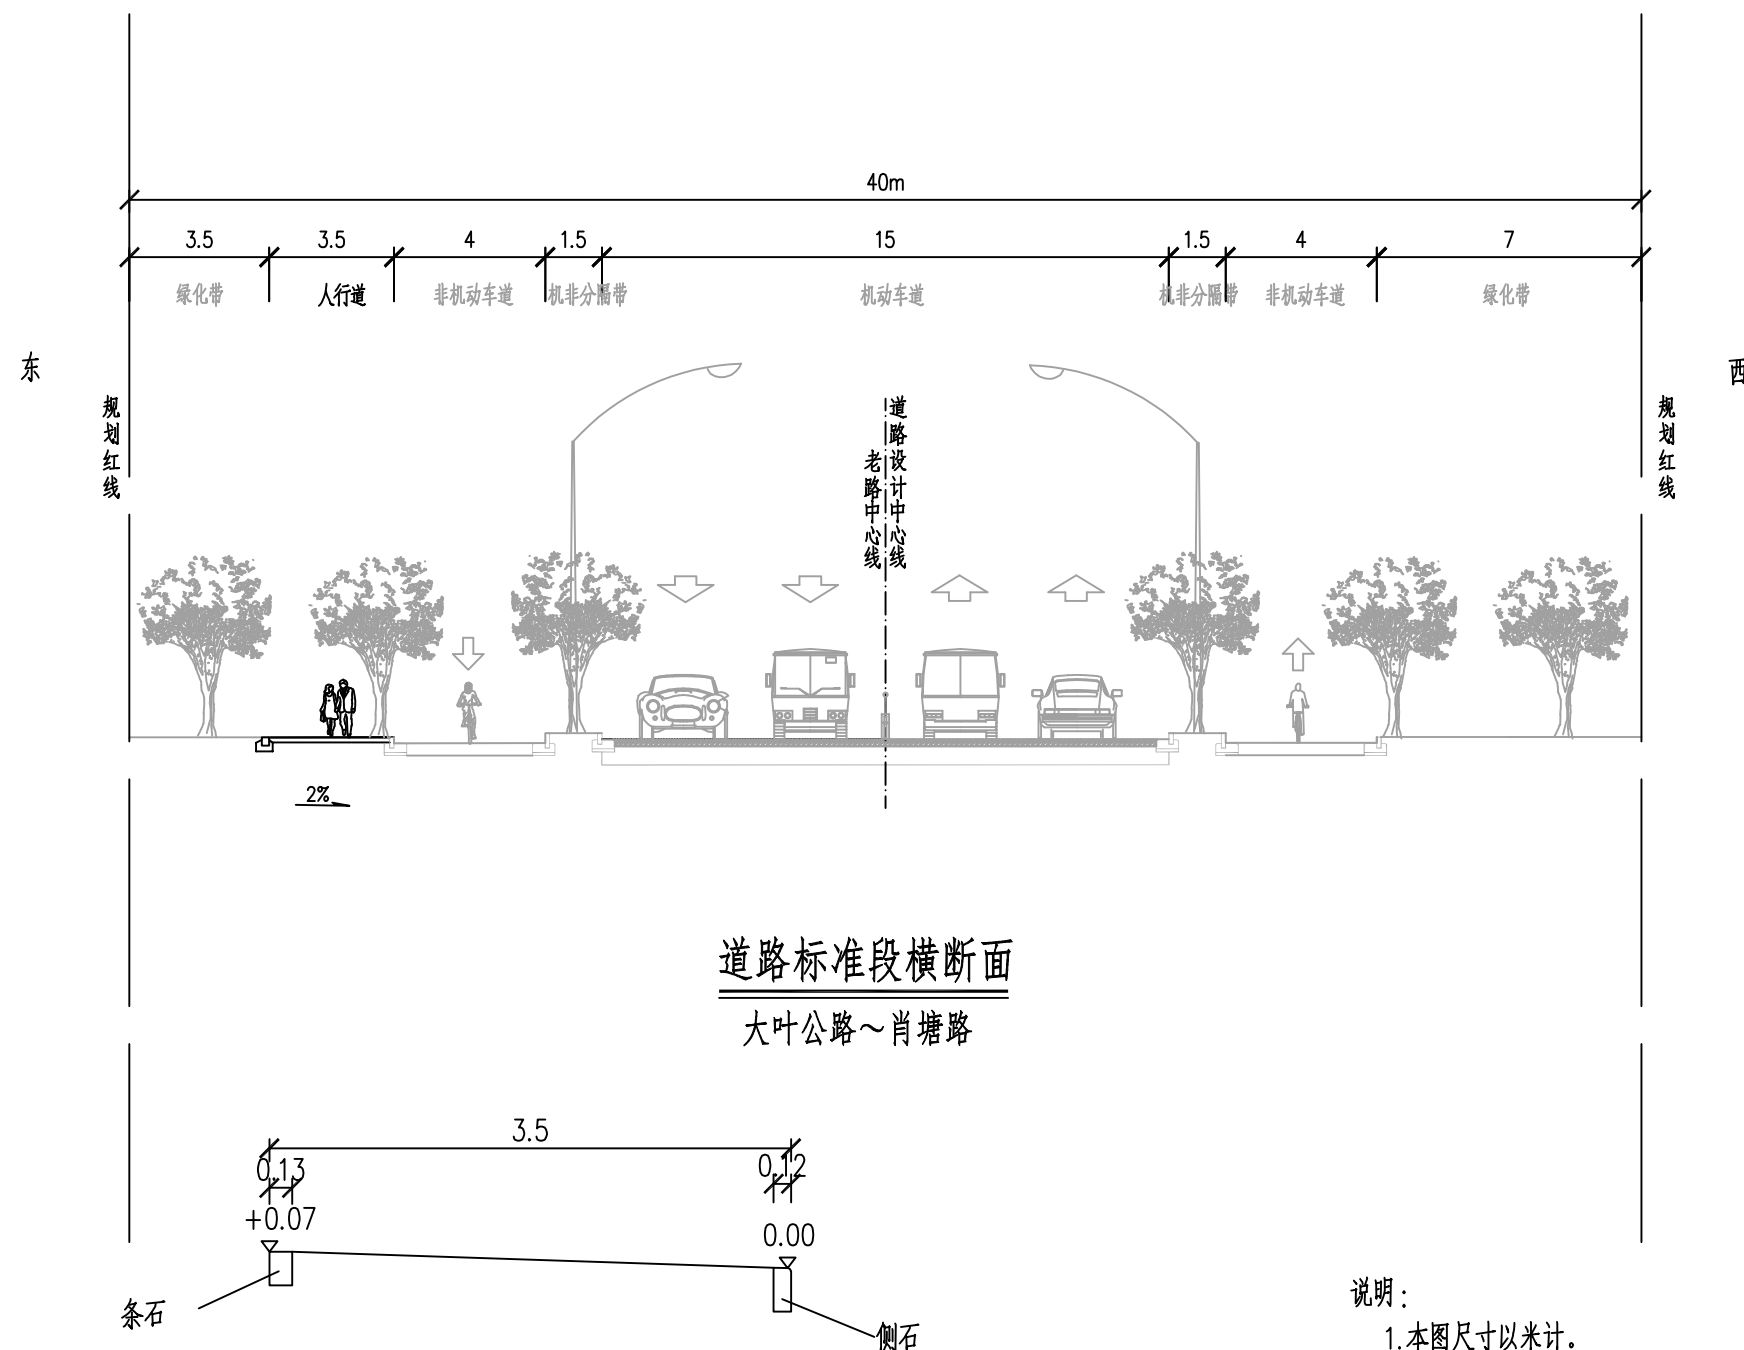 40m
3.5 3.5 4 1.5 15 1.5 4 7
绿化带 人行道 非机动车道 机非分隔带 机动车道 机非分隔带 非机动车道 绿化带
东
西
规划红线
老路中心线
道路设计中心线
规划红线
2%
道路标准段横断面
大叶公路～肖塘路
3.5
0.13
0.12
+0.07
0.00
条石
侧石
说明：
1.本图尺寸以米计。